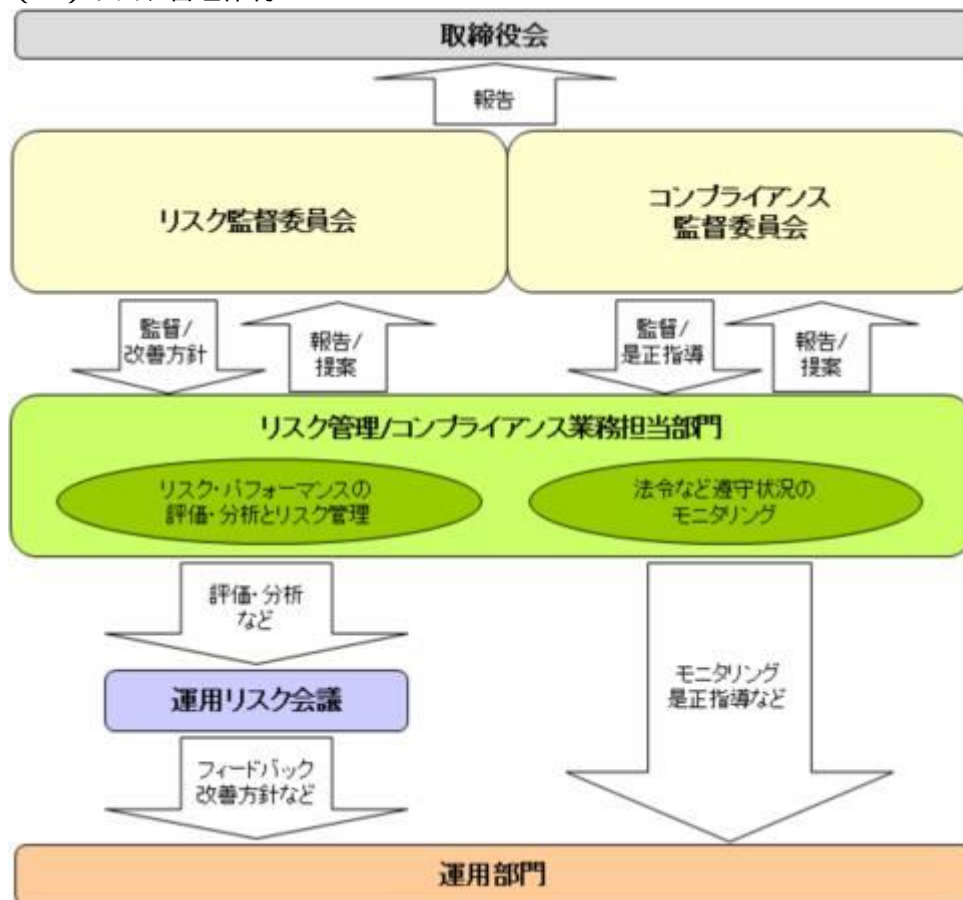 取締役会
報告
リスク監督委員会
コンプライアンス
監督委員会
監督/
改善方針
報告/
提案
監督/
是正指導
報告/
提案
リスク管理/コンプライアンス業務担当部門
リスク・パフォーマンスの
評価・分析とリスク管理
法令など遵守状況の
モニタリング
評価・分析
など
運用リスク会議
モニタリング
是正指導など
フィードバック
改善方針など
運用部門